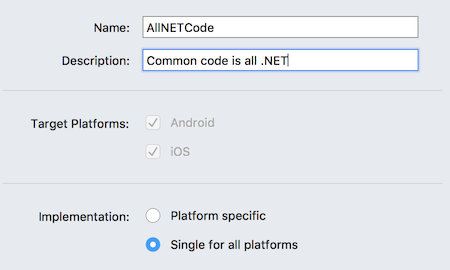 Name: AllNETCode
Description: Common code is all .NET
Target Platforms: Android
iOS
Implementation: Platform specific
Single for all platforms